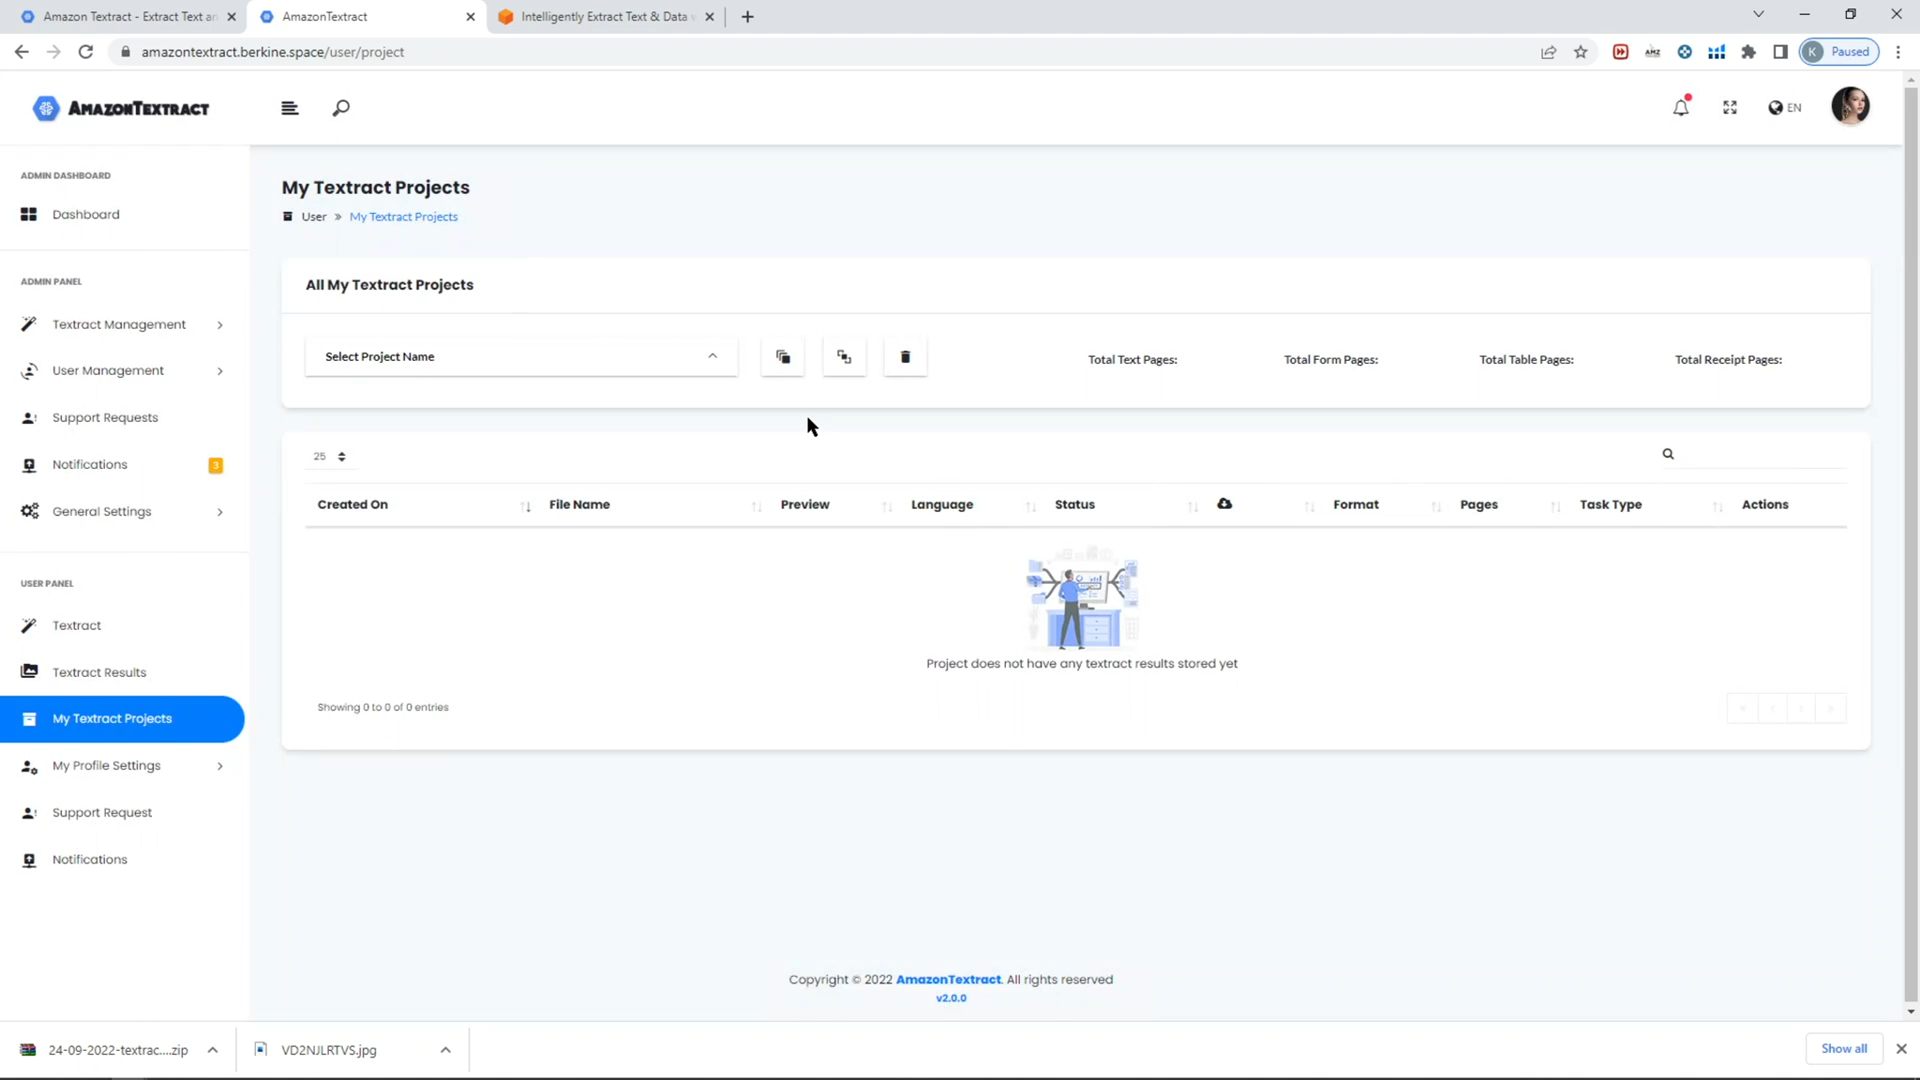 Amazon Textract - Extract Text an
AmazonTextract
Intelligently Extract Text & Data
amazontextract.berkine.space/user/project
AMZ
K Paused
AMAZONTEXTRACT
EN
ADMIN DASHBOARD
Dashboard
ADMIN PANEL
Textract Management
User Management
Support Requests
Notifications 3
General Settings
USER PANEL
Textract
Textract Results
My Textract Projects
My Profile Settings
Support Request
Notifications
My Textract Projects
User » My Textract Projects
All My Textract Projects
Select Project Name
Total Text Pages: Total Form Pages: Total Table Pages: Total Receipt Pages:
25
Created On File Name Preview Language Status Format Pages Task Type Actions
Project does not have any textract results stored yet
Showing 0 to 0 of 0 entries
Copyright © 2022 AmazonTextract. All rights reserved
v2.0.0
24-09-2022-textrac....zip
VD2NJLRTVS.jpg
Show all